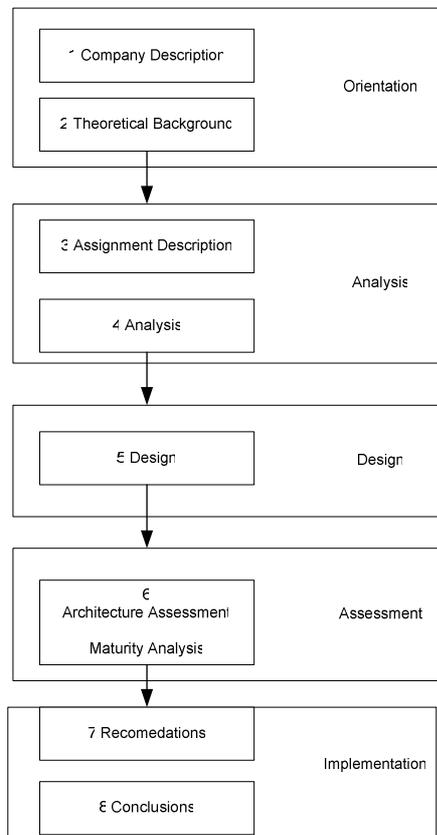 1 Company Description
Orientation
2 Theoretical Background
3 Assignment Description
Analysis
4 Analysis
5 Design
Design
6
Architecture Assessment
Assessment
Maturity Analysis
7 Recomedations
Implementation
8 Conclusions